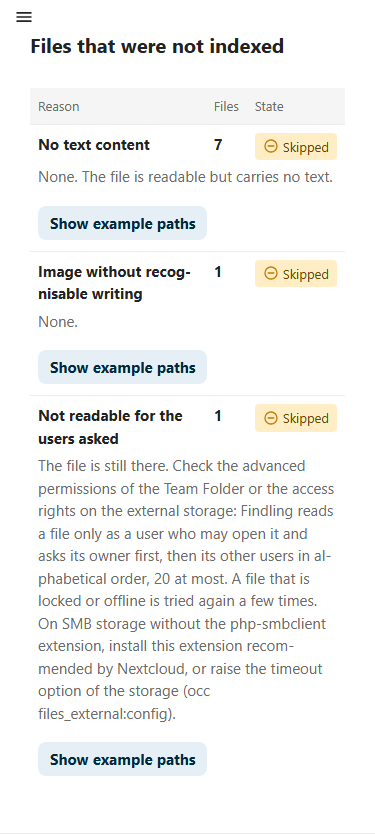 Files that were not indexed
Reason Files State
No text content 7 Skipped
None. The file is readable but carries no text.
Show example paths
Image without recog-
nisable writing 1 Skipped
None.
Show example paths
Not readable for the
users asked 1 Skipped
The file is still there. Check the advanced
permissions of the Team Folder or the access
rights on the external storage: Findling reads
a file only as a user who may open it and
asks its owner first, then its other users in al-
phabetical order, 20 at most. A file that is
locked or offline is tried again a few times.
On SMB storage without the php-smbclient
extension, install this extension recom-
mended by Nextcloud, or raise the timeout
option of the storage (occ
files_external:config).
Show example paths